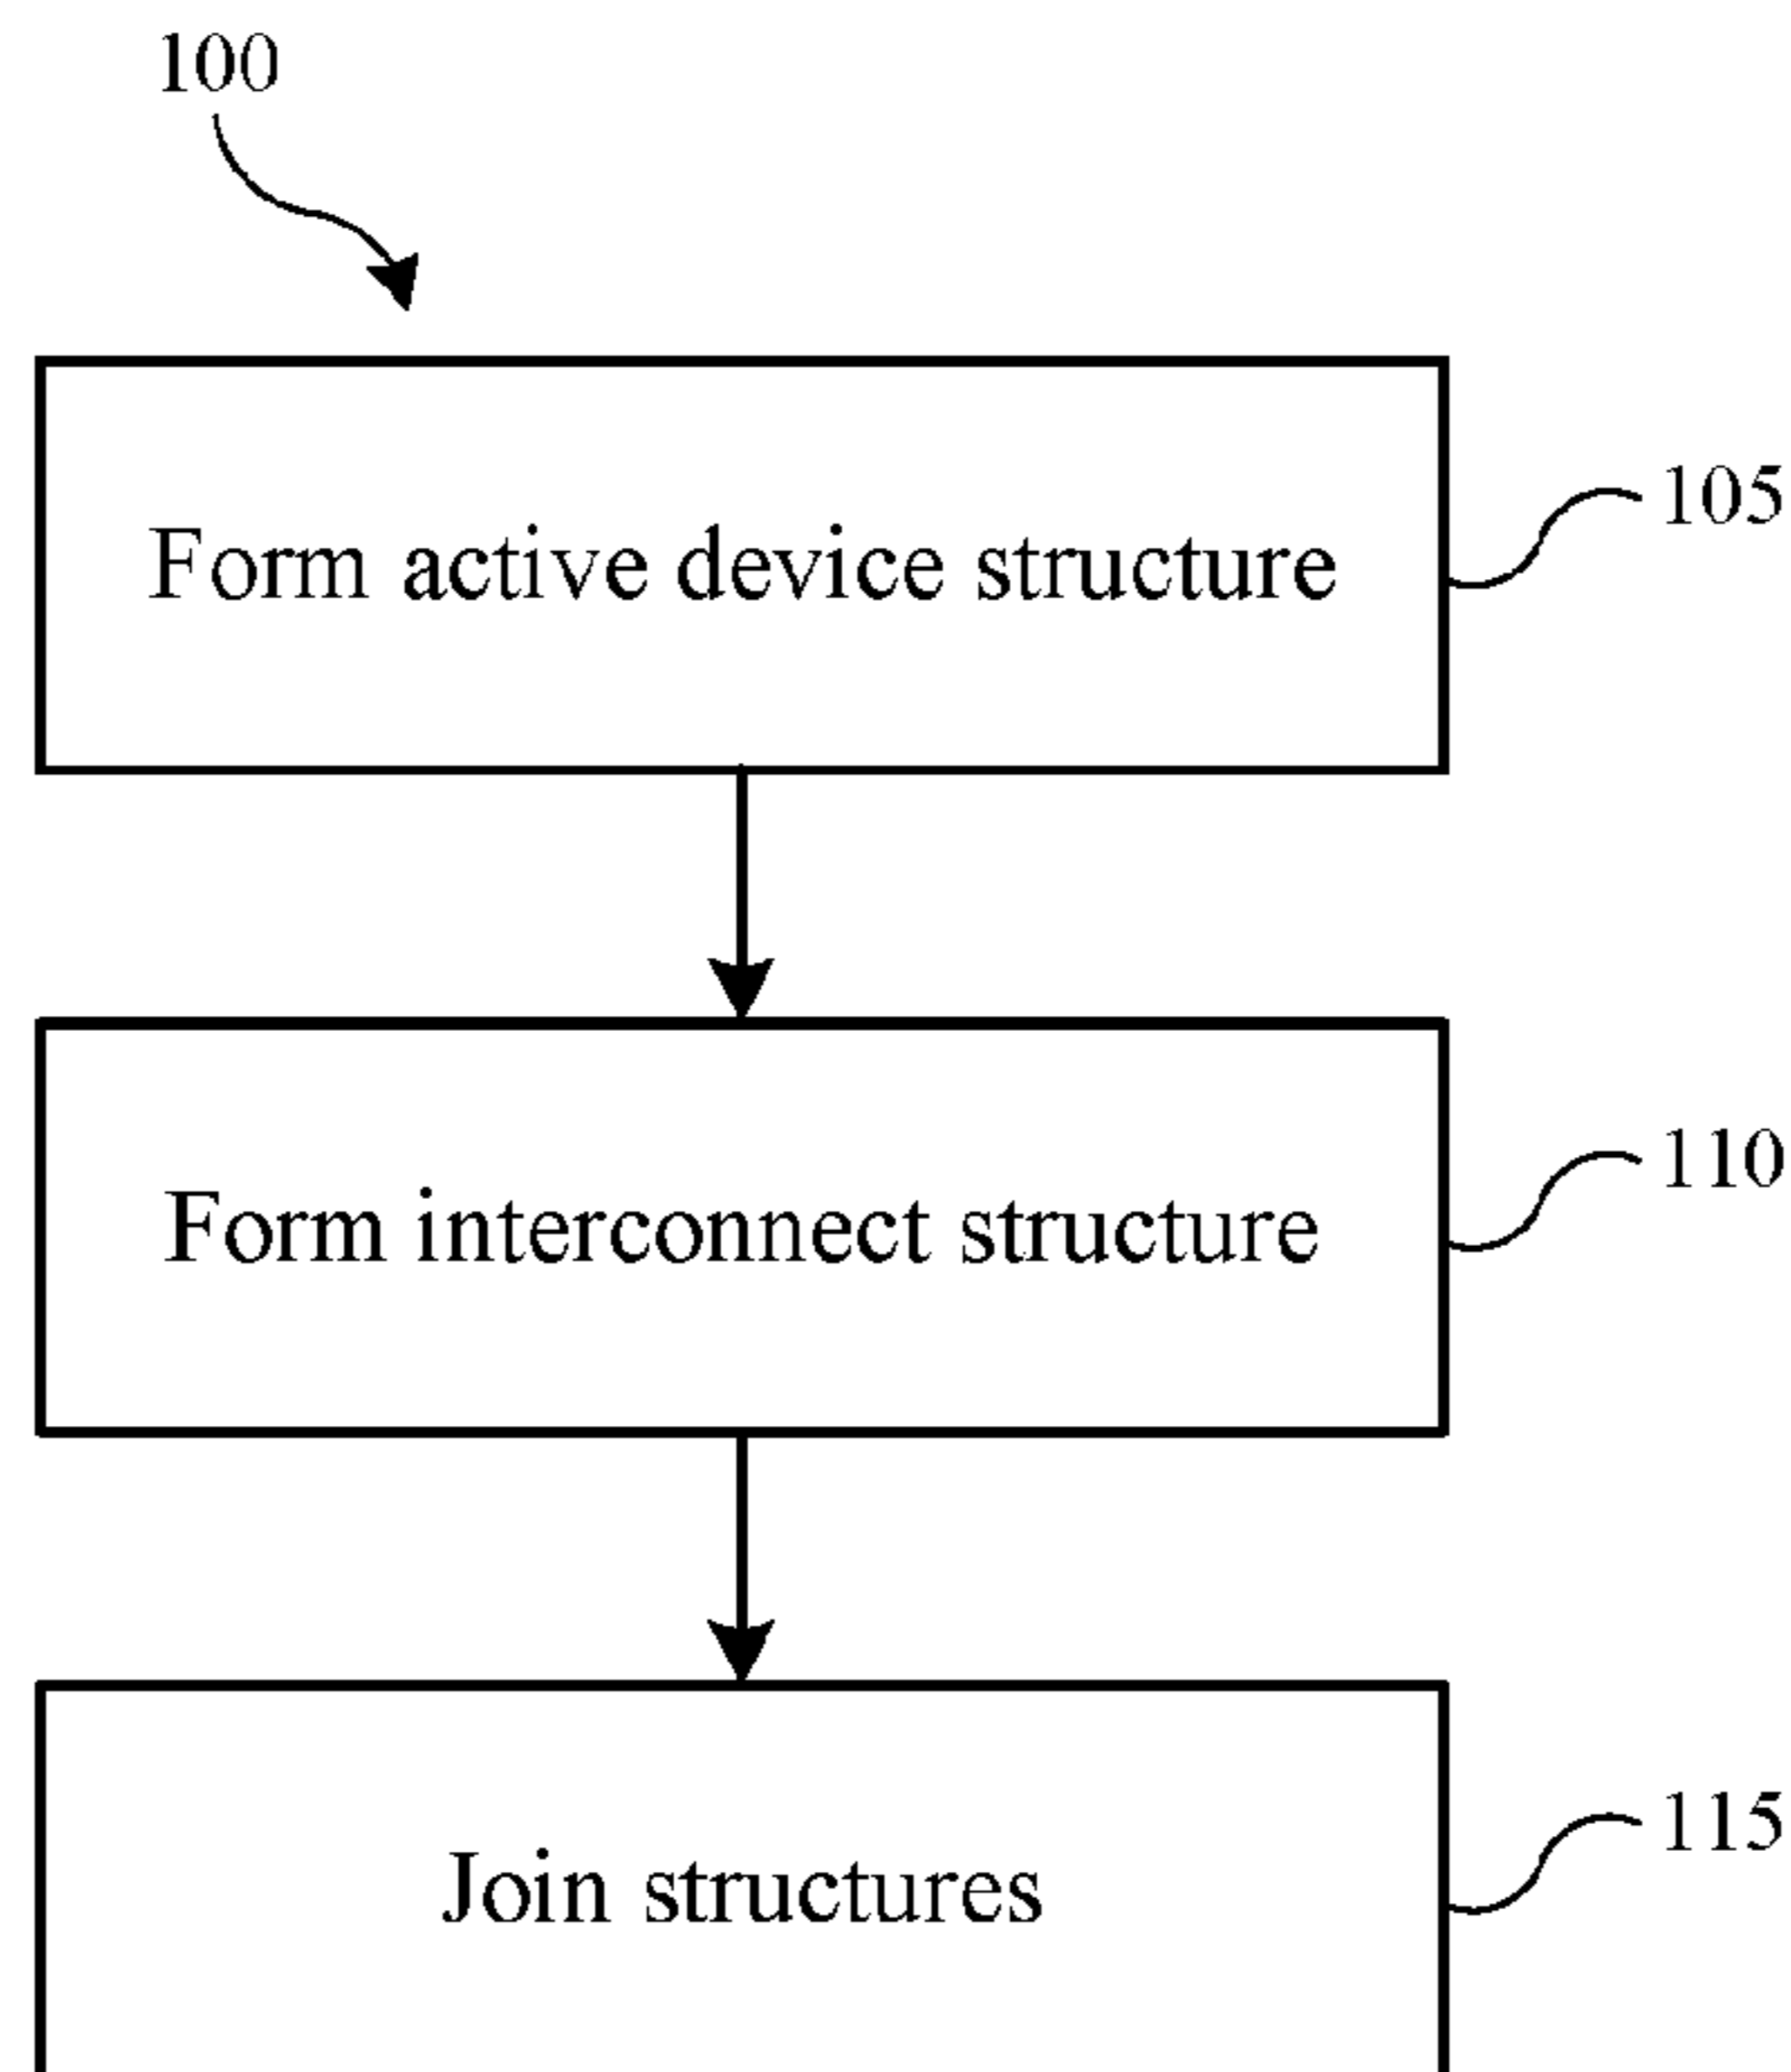 100
Form active device structure
105
Form interconnect structure
110
Join structures
115